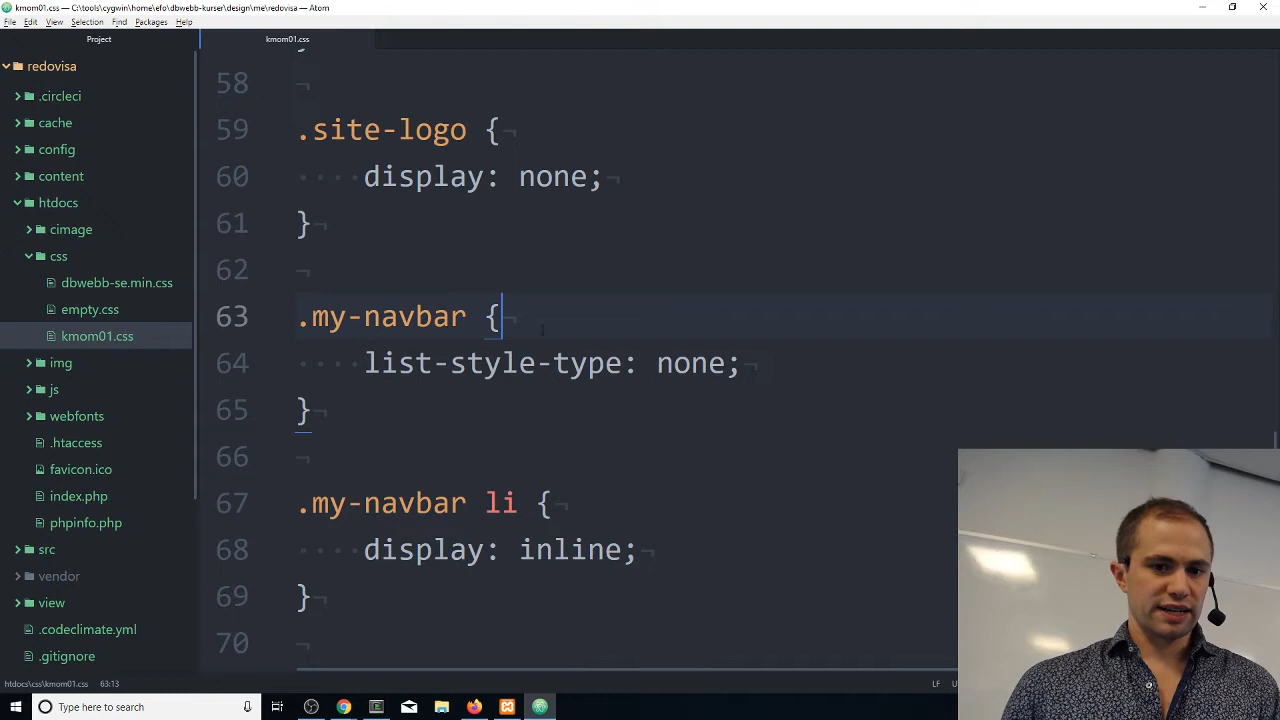 kmom01.css — C:\tools\cygwin\home\efo\dbwebb-kurser\design\me\redovisa — Atom
File Edit View Selection Find Packages Help
Project
kmom01.css
redovisa
.circleci
cache
config
content
htdocs
cimage
css
dbwebb-se.min.css
empty.css
kmom01.css
img
js
webfonts
.htaccess
favicon.ico
index.php
phpinfo.php
src
vendor
view
.codeclimate.yml
.gitignore
58 ¬
59 .site-logo {¬
60 ····display: none;¬
61 }¬
62 ¬
63 .my-navbar {¬
64 ····list-style-type: none;¬
65 }¬
66 ¬
67 .my-navbar li {¬
68 ····display: inline;¬
69 }¬
70 ¬
htdocs\css\kmom01.css 63:13 LF
Type here to search